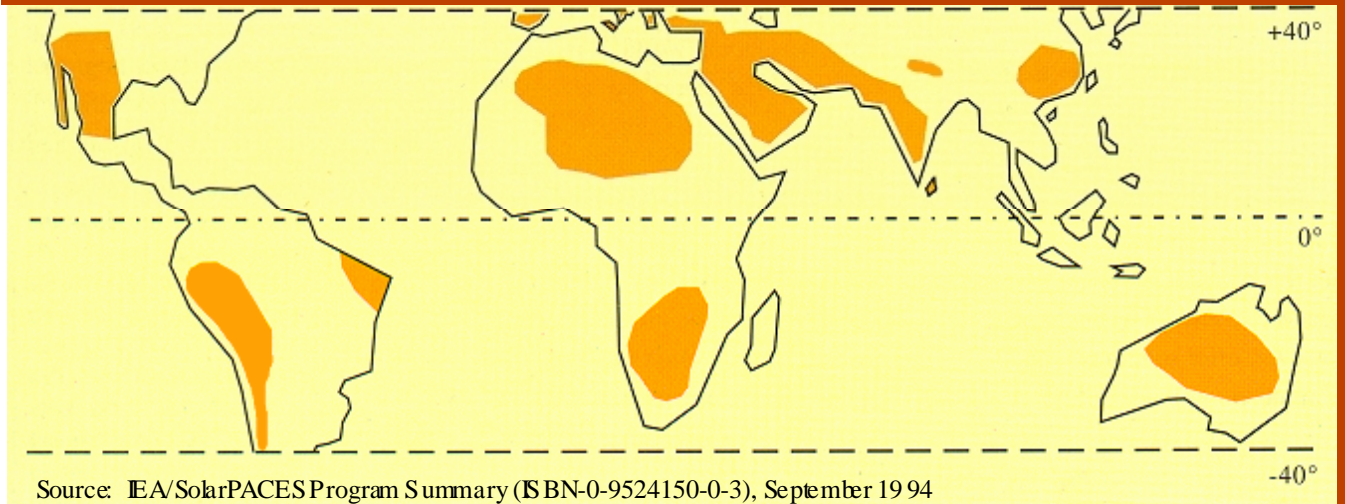 +40°
0°
-40°
Source: IEA/SolarPACES Program Summary (ISBN-0-9524150-0-3), September 1994